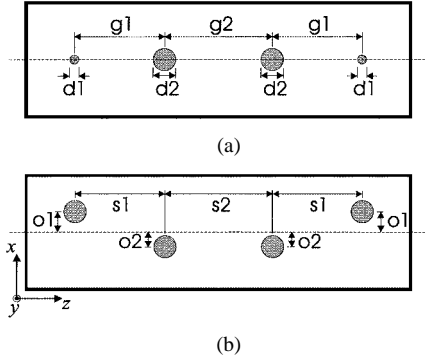 g1 g2 g1
d1 d2 d2 d1
(a)
s1 s2 s1
o1 o2 o2 o1
x
y z
(b)